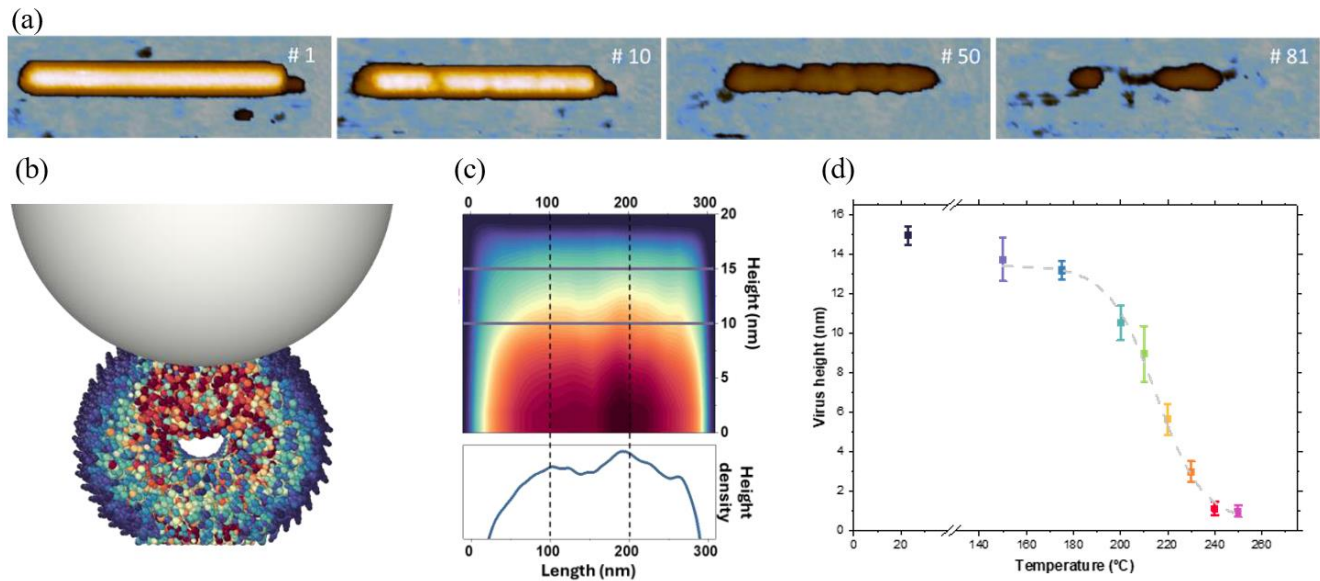 (a)
# 1
# 10
# 50
# 81
(b)
(c)
0 100 200 300
20
15
10
5
0
Height (nm)
Height
density
0 100 200 300
Length (nm)
(d)
16
14
12
10
8
6
4
2
0
Virus height (nm)
0 20 140 160 180 200 220 240 260
Temperature (°C)